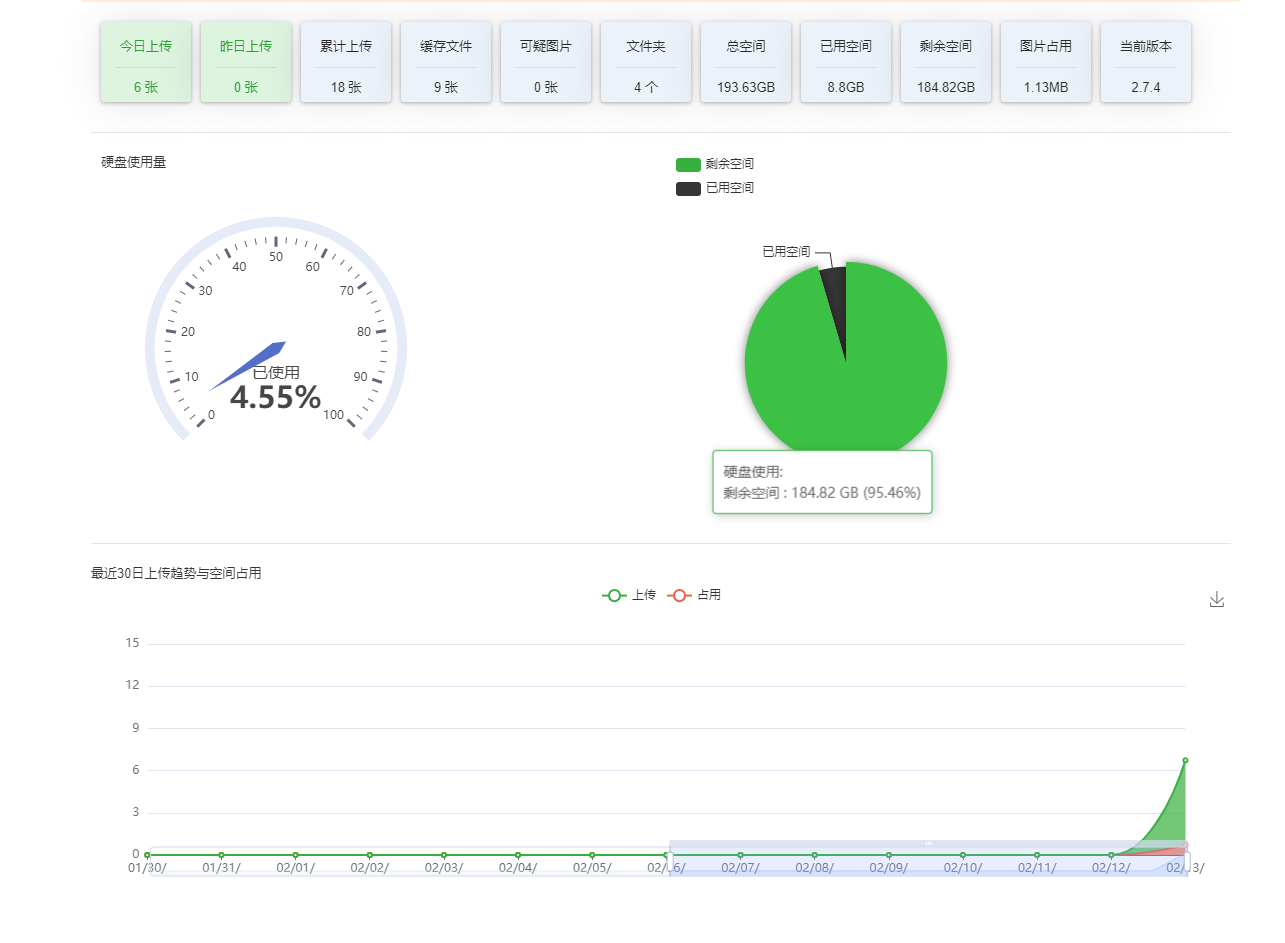 今日上传 昨日上传 累计上传 缓存文件 可疑图片 文件夹 总空间 已用空间 剩余空间 图片占用 当前版本
6 张 0 张 18 张 9 张 0 张 4 个 193.63GB 8.8GB 184.82GB 1.13MB 2.7.4
硬盘使用量
0 10 20 30 40 50 60 70 80 90 100
已使用
4.55%
剩余空间
已用空间
已用空间
硬盘使用:
剩余空间 : 184.82 GB (95.46%)
最近30日上传趋势与空间占用
上传 占用
15
12
9
6
3
0
01/30/ 01/31/ 02/01/ 02/02/ 02/03/ 02/04/ 02/05/ 02/06/ 02/07/ 02/08/ 02/09/ 02/10/ 02/11/ 02/12/ 02/13/